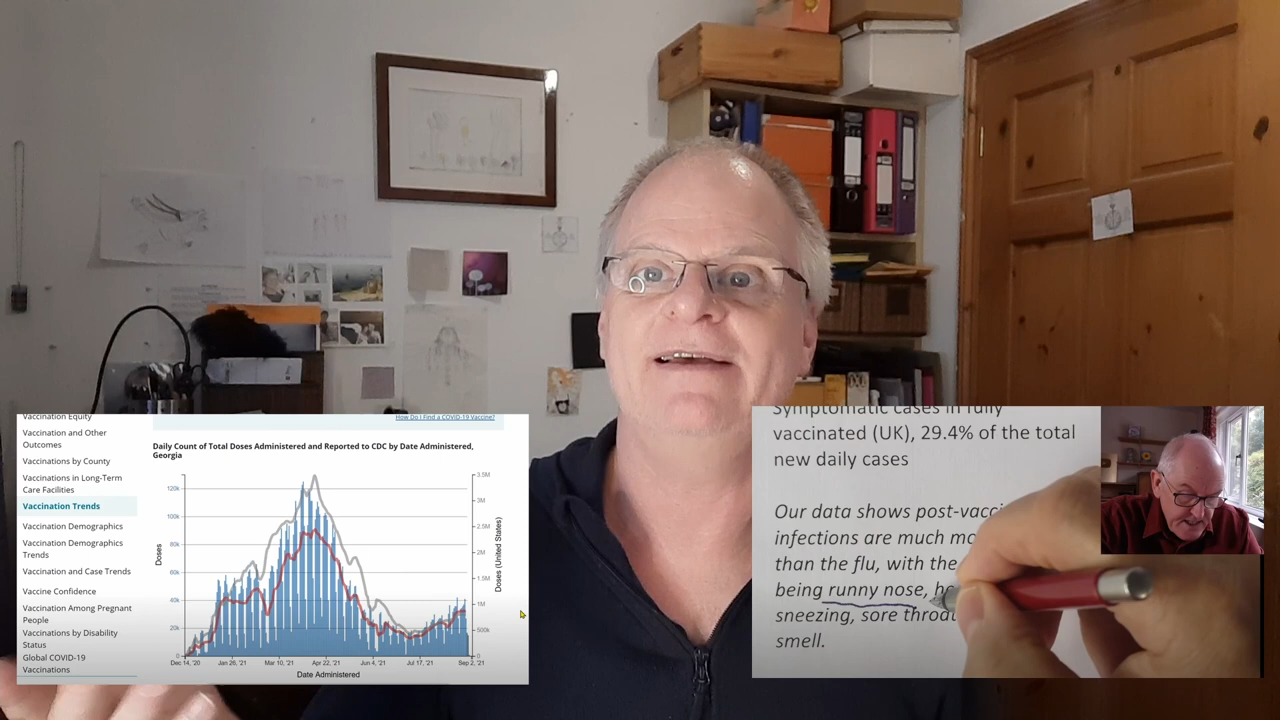 Vaccination Equity
Vaccination and Other
Outcomes
Vaccinations by County
Vaccinations in Long-Term
Care Facilities
Vaccination Trends
Vaccination Demographics
Vaccination Demographics
Trends
Vaccination and Case Trends
Vaccine Confidence
Vaccination Among Pregnant
People
Vaccinations by Disability
Status
Global COVID-19
Vaccinations
How Do I Find a COVID-19 Vaccine?
Daily Count of Total Doses Administered and Reported to CDC by Date Administered,
Georgia
Doses
120k
100k
80k
60k
40k
20k
0
3.5M
3M
2.5M
2M
1.5M
1M
500k
0
Doses (United States)
Dec 14, '20 Jan 26, '21 Mar 10, '21 Apr 22, '21 Jun 4, '21 Jul 17, '21 Sep 2, '21
Date Administered
Symptomatic cases in fully
vaccinated (UK), 29.4% of the total
new daily cases
Our data shows post-vacci
infections are much mo
than the flu, with the
being runny nose, he
sneezing, sore throat
smell.